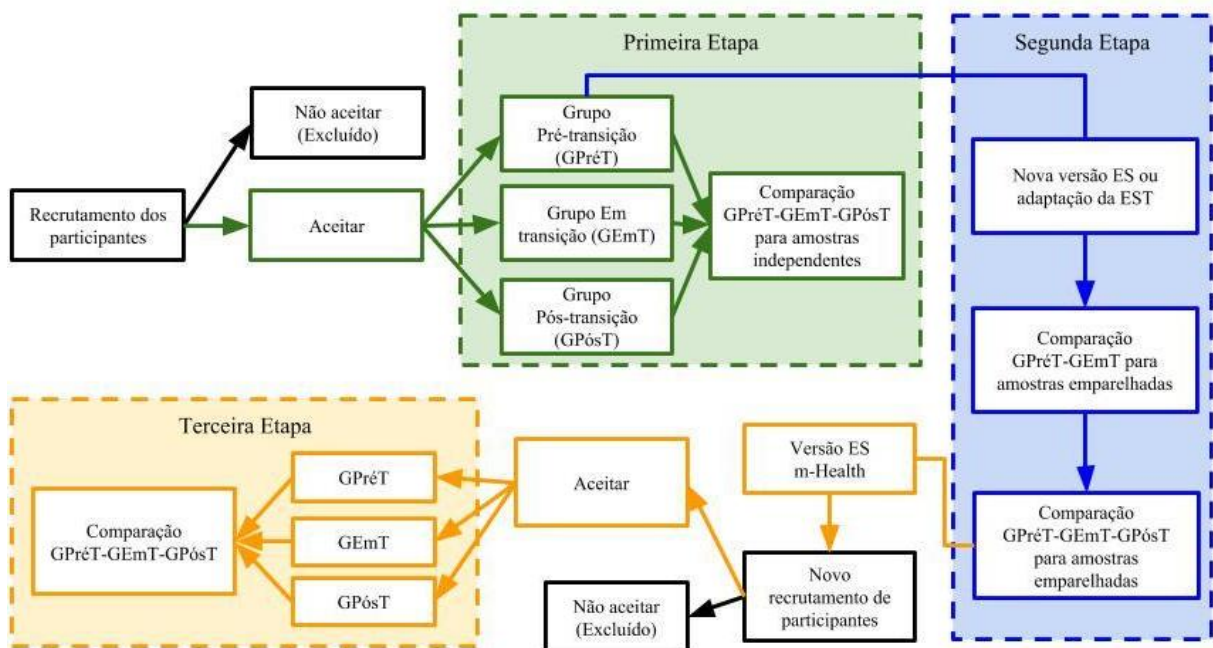 Primeira Etapa
Segunda Etapa
Não aceitar
(Excluído)
Recrutamento dos
participantes
Aceitar
Grupo
Pré-transição
(GPréT)
Grupo Em
transição (GEmT)
Grupo
Pós-transição
(GPósT)
Comparação
GPréT-GEmT-GPósT
para amostras
independentes
Nova versão ES ou
adaptação da EST
Comparação
GPréT-GEmT para
amostras emparelhadas
Comparação
GPréT-GEmT-GPósT
para amostras
emparelhadas
Versão ES
m-Health
Novo
recrutamento de
participantes
Não aceitar
(Excluído)
Aceitar
Terceira Etapa
GPréT
GEmT
GPósT
Comparação
GPréT-GEmT-GPósT